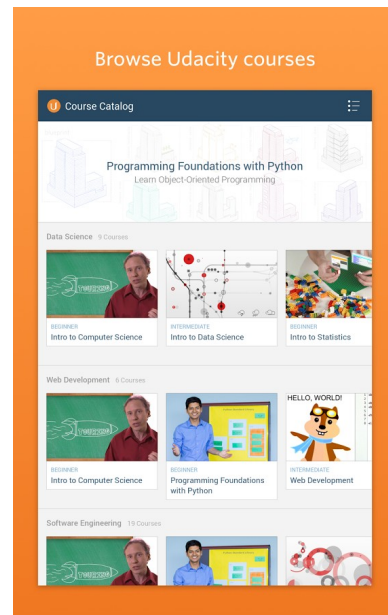 Browse Udacity courses
U Course Catalog
Programming Foundations with Python
Learn Object-Oriented Programming
Data Science 9 Courses
BEGINNER
Intro to Computer Science
INTERMEDIATE
Intro to Data Science
BEGINNER
Intro to Statistics
Web Development 6 Courses
HELLO, WORLD!
BEGINNER
Intro to Computer Science
BEGINNER
Programming Foundations
with Python
INTERMEDIATE
Web Development
Software Engineering 19 Courses